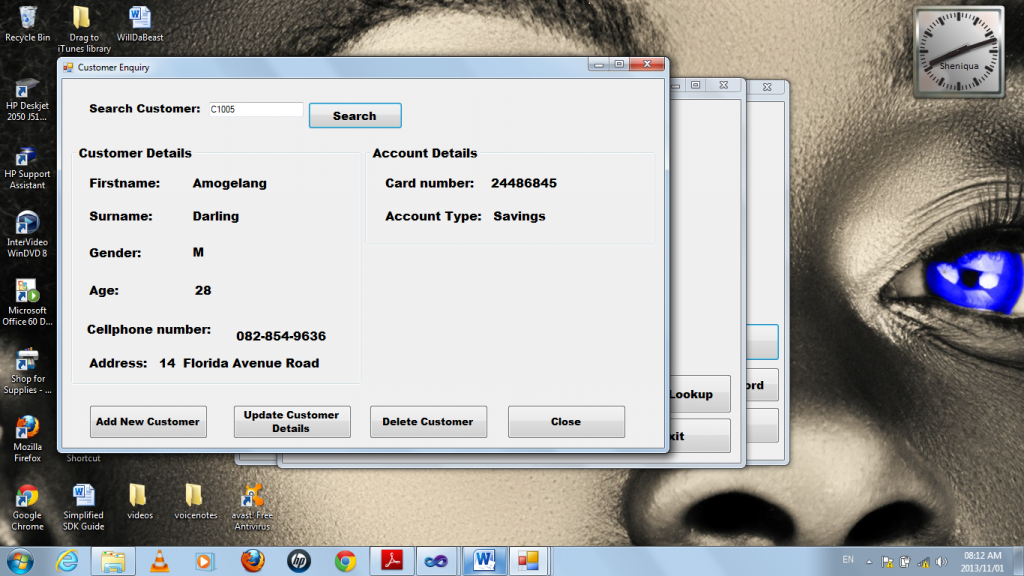 Recycle Bin
Drag to
iTunes library
WillDaBeast
HP Deskjet
2050 J51...
HP Support
Assistant
InterVideo
WinDVD 8
Microsoft
Office 60 D...
Shop for
Supplies - ...
Mozilla
Firefox
Shortcut
Google
Chrome
Simplified
SDK Guide
videos
voicenotes
avast! Free
Antivirus
Sheniqua
Customer Enquiry
Search Customer: C1005 Search
Customer Details
Firstname: Amogelang
Surname: Darling
Gender: M
Age: 28
Cellphone number: 082-854-9636
Address: 14 Florida Avenue Road
Account Details
Card number: 24486845
Account Type: Savings
Add New Customer
Update Customer
Details
Delete Customer
Close
Lookup
ord
xit
EN
08:12 AM
2013/11/01